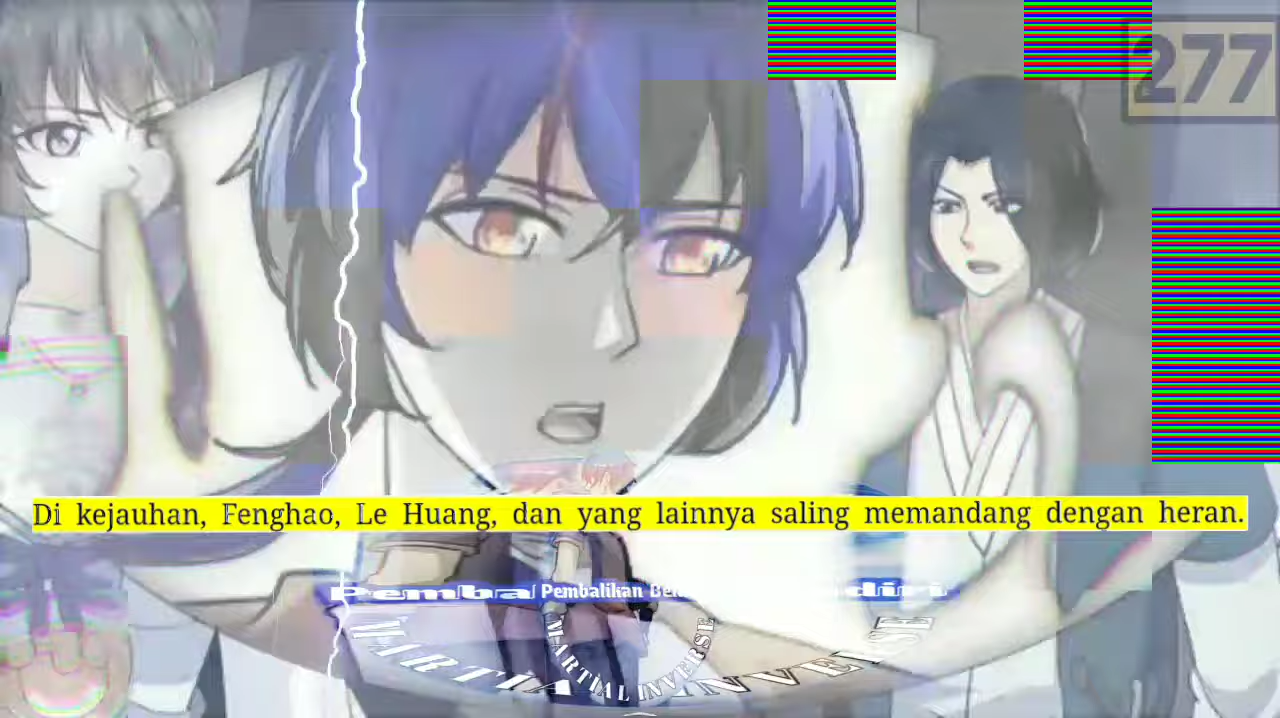 277
Di kejauhan, Fenghao, Le Huang, dan yang lainnya saling memandang dengan heran.
Pembalikan
MARTIAL INVERSE